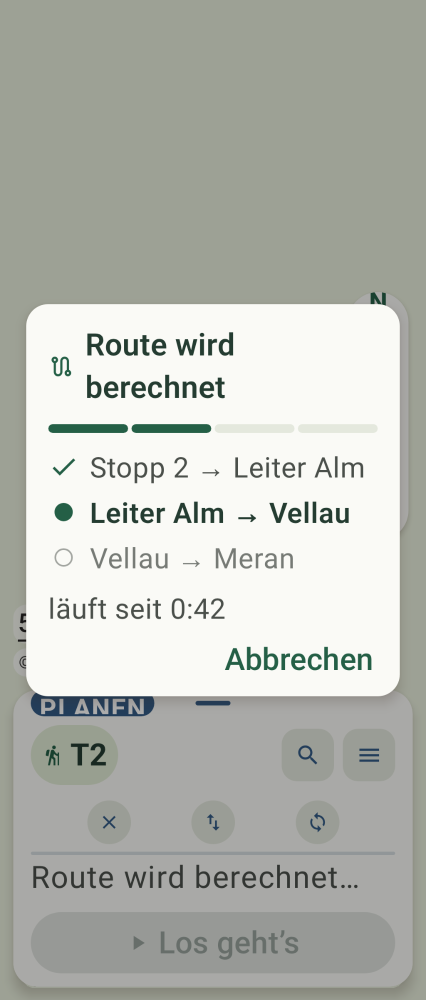 N
Route wird
berechnet
Stopp 2 → Leiter Alm
Leiter Alm → Vellau
Vellau → Meran
läuft seit 0:42
Abbrechen
5
©
PLANEN
T2
Route wird berechnet…
Los geht’s